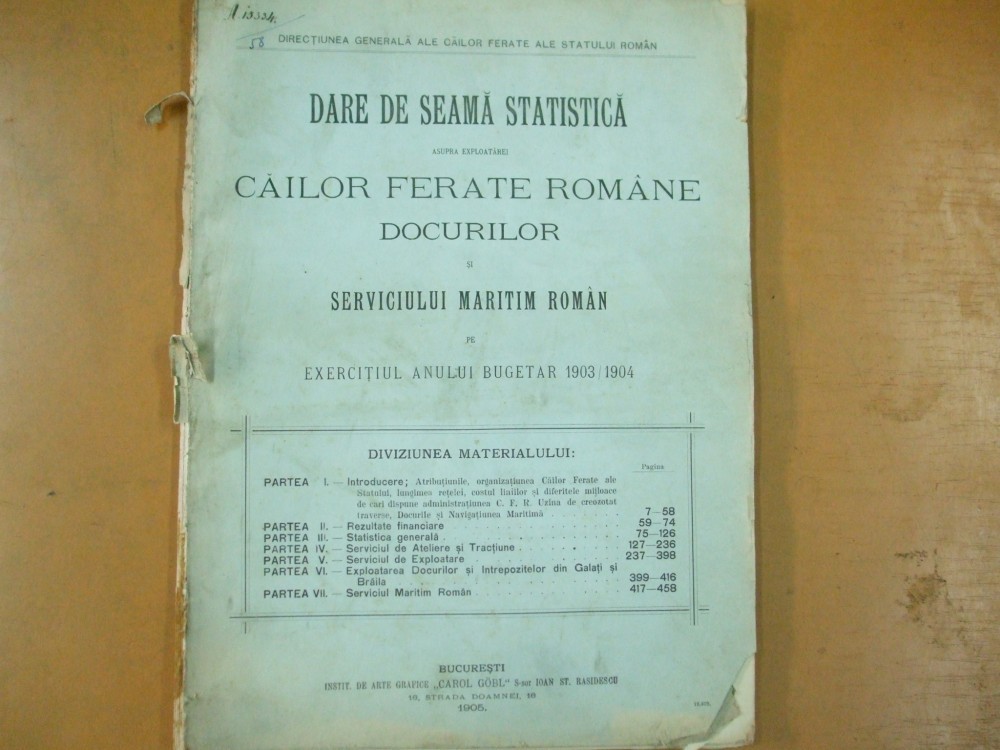 58 DIRECȚIUNEA GENERALĂ ALE CĂILOR FERATE ALE STATULUI ROMÂN
DARE DE SEAMĂ STATISTICĂ
ASUPRA EXPLOATĂREI
CĂILOR FERATE ROMÂNE
DOCURILOR
ȘI
SERVICIULUI MARITIM ROMÂN
PE
EXERCIȚIUL ANULUI BUGETAR 1903/1904
DIVIZIUNEA MATERIALULUI:
Pagina
PARTEA I. — Introducere; Atribuțiunile, organizațiunea Căilor Ferate ale
Statului, lungimea rețelei, costul liniilor și diferitele mijloace
de cari dispune administrațiunea C. F. R. Uzina de creozotat
traverse, Docurile și Navigațiunea Maritimă 7—58
PARTEA II. — Rezultate financiare 59—74
PARTEA III. — Statistica generală 75—126
PARTEA IV. — Serviciul de Ateliere și Tracțiune 127—236
PARTEA V. — Serviciul de Exploatare 237—398
PARTEA VI. — Exploatarea Docurilor și Intrepozitelor din Galați și
Brăila 399—416
PARTEA VII. — Serviciul Maritim Român 417—458
BUCUREȘTI
INSTIT. DE ARTE GRAFICE „CAROL GÖBL" S-sor IOAN ST. RASIDESCU
16, STRADA DOAMNEI, 16
1905.